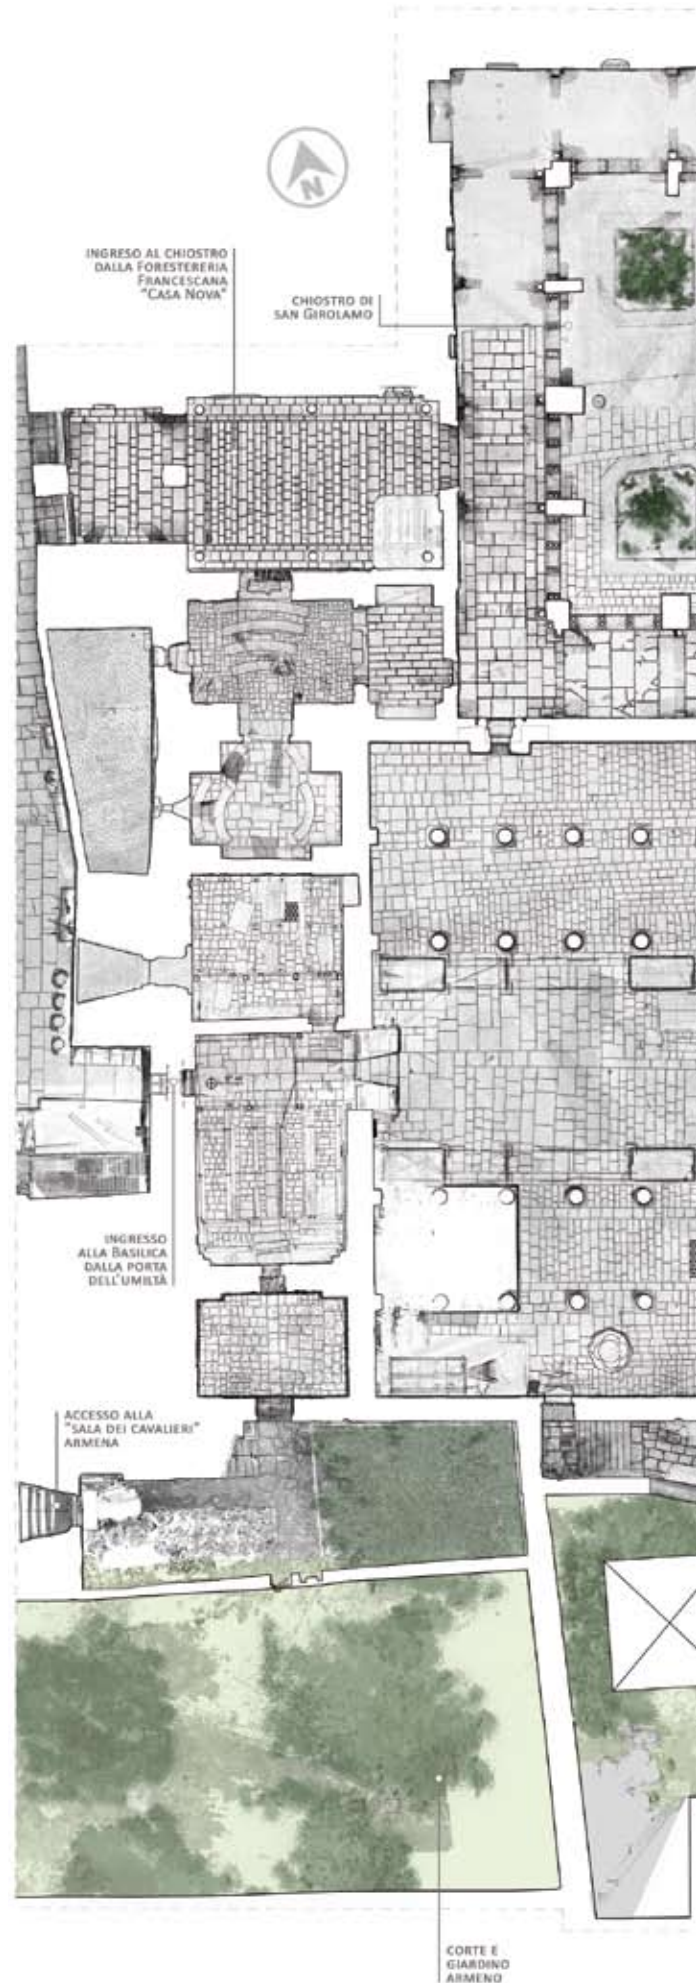 N
INGRESO AL CHIOSTRO
DALLA FORESTERERIA
FRANCESCANA
"CASA NOVA"
CHIOSTRO DI
SAN GIROLAMO
INGRESSO
ALLA BASILICA
DALLA PORTA
DELL'UMILTÀ
ACCESSO ALLA
"SALA DEI CAVALIERI"
ARMENA
CORTE E
GIARDINO
ARMENO